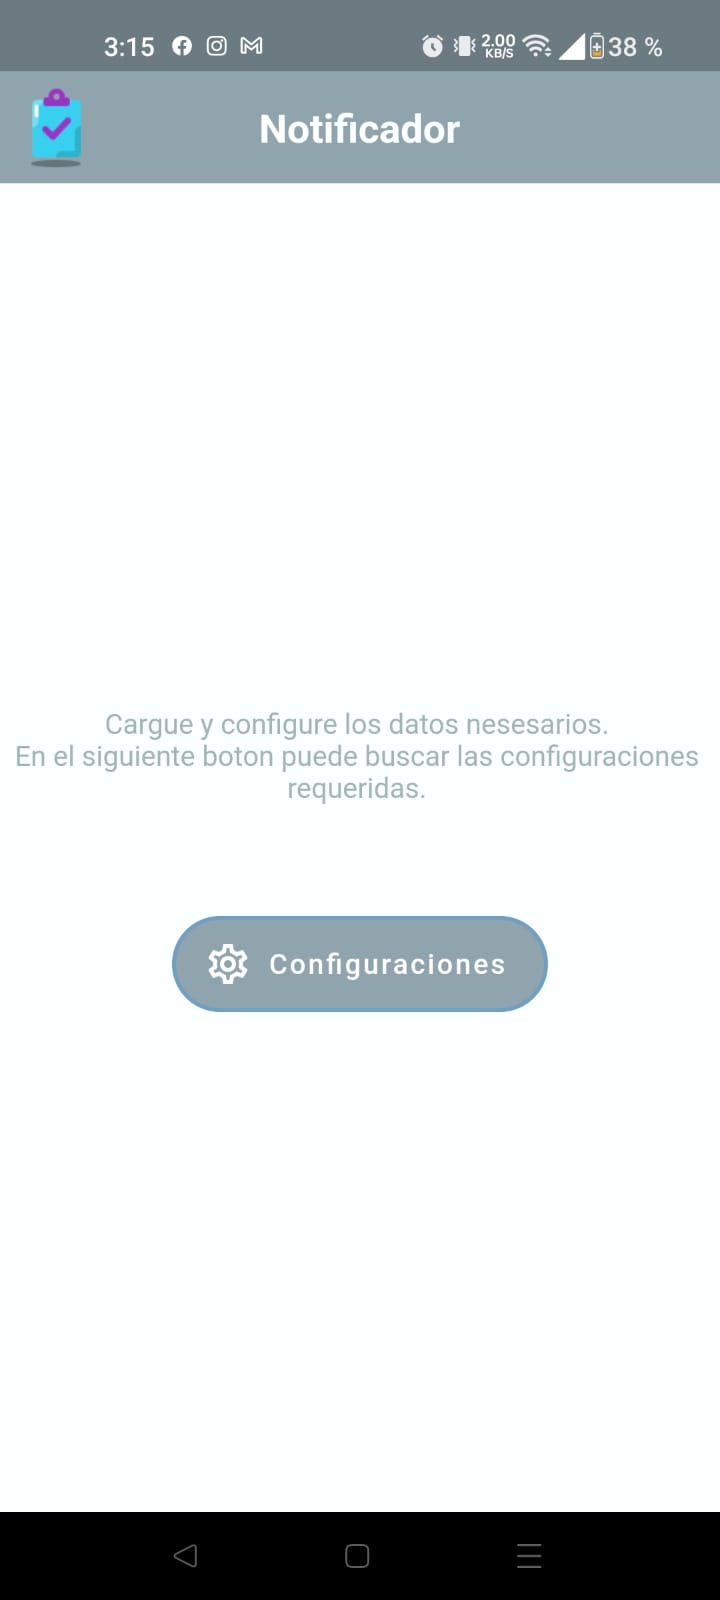 3:15
2.00
KB/S
38 %
Notificador
Cargue y configure los datos nesesarios.
En el siguiente boton puede buscar las configuraciones
requeridas.
Configuraciones